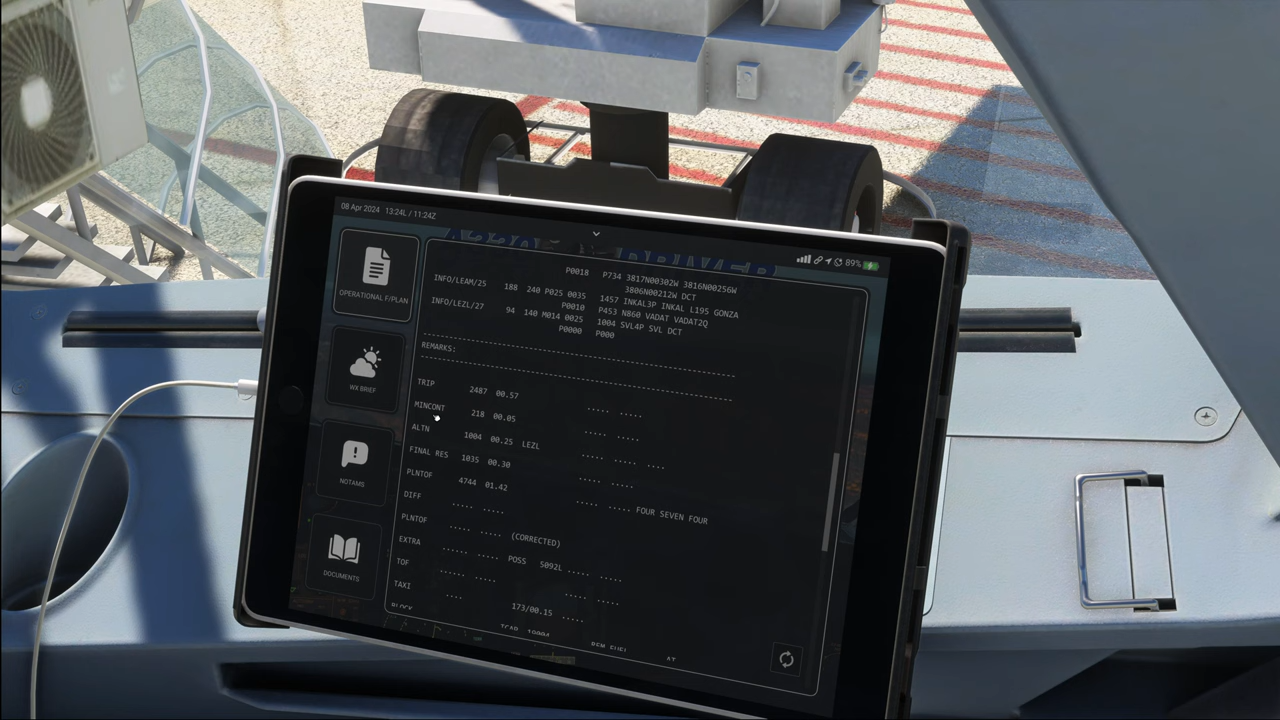 08 Apr 2024 13:24L / 11:24Z
89%
OPERATIONAL F/PLAN
WX BRIEF
NOTAMS
DOCUMENTS
P0018 P734 3817N00302W 3816N00256W
3806N00212W DCT
INFO/LEAM/25 188 240 P025 0035 1457 INKAL3P INKAL L195 GONZA
P0010 P453 N860 VADAT VADAT2Q
INFO/LEZL/27 94 140 M014 0025 1004 SVL4P SVL DCT
P0000 P000
REMARKS:
TRIP 2487 00.57 ..... .....
MINCONT 218 00.05 ..... .....
ALTN 1004 00.25 LEZL ..... ..... ....
FINAL RES 1035 00.30 ..... .....
PLNTOF 4744 01.42 ..... ..... FOUR SEVEN FOUR
DIFF ..... .....
PLNTOF ..... ..... (CORRECTED)
EXTRA ...... ..... POSS 5092L ..... .....
TOF ...... ..... ..... .....
TAXI .... 173/00.15 .....
BLOCK